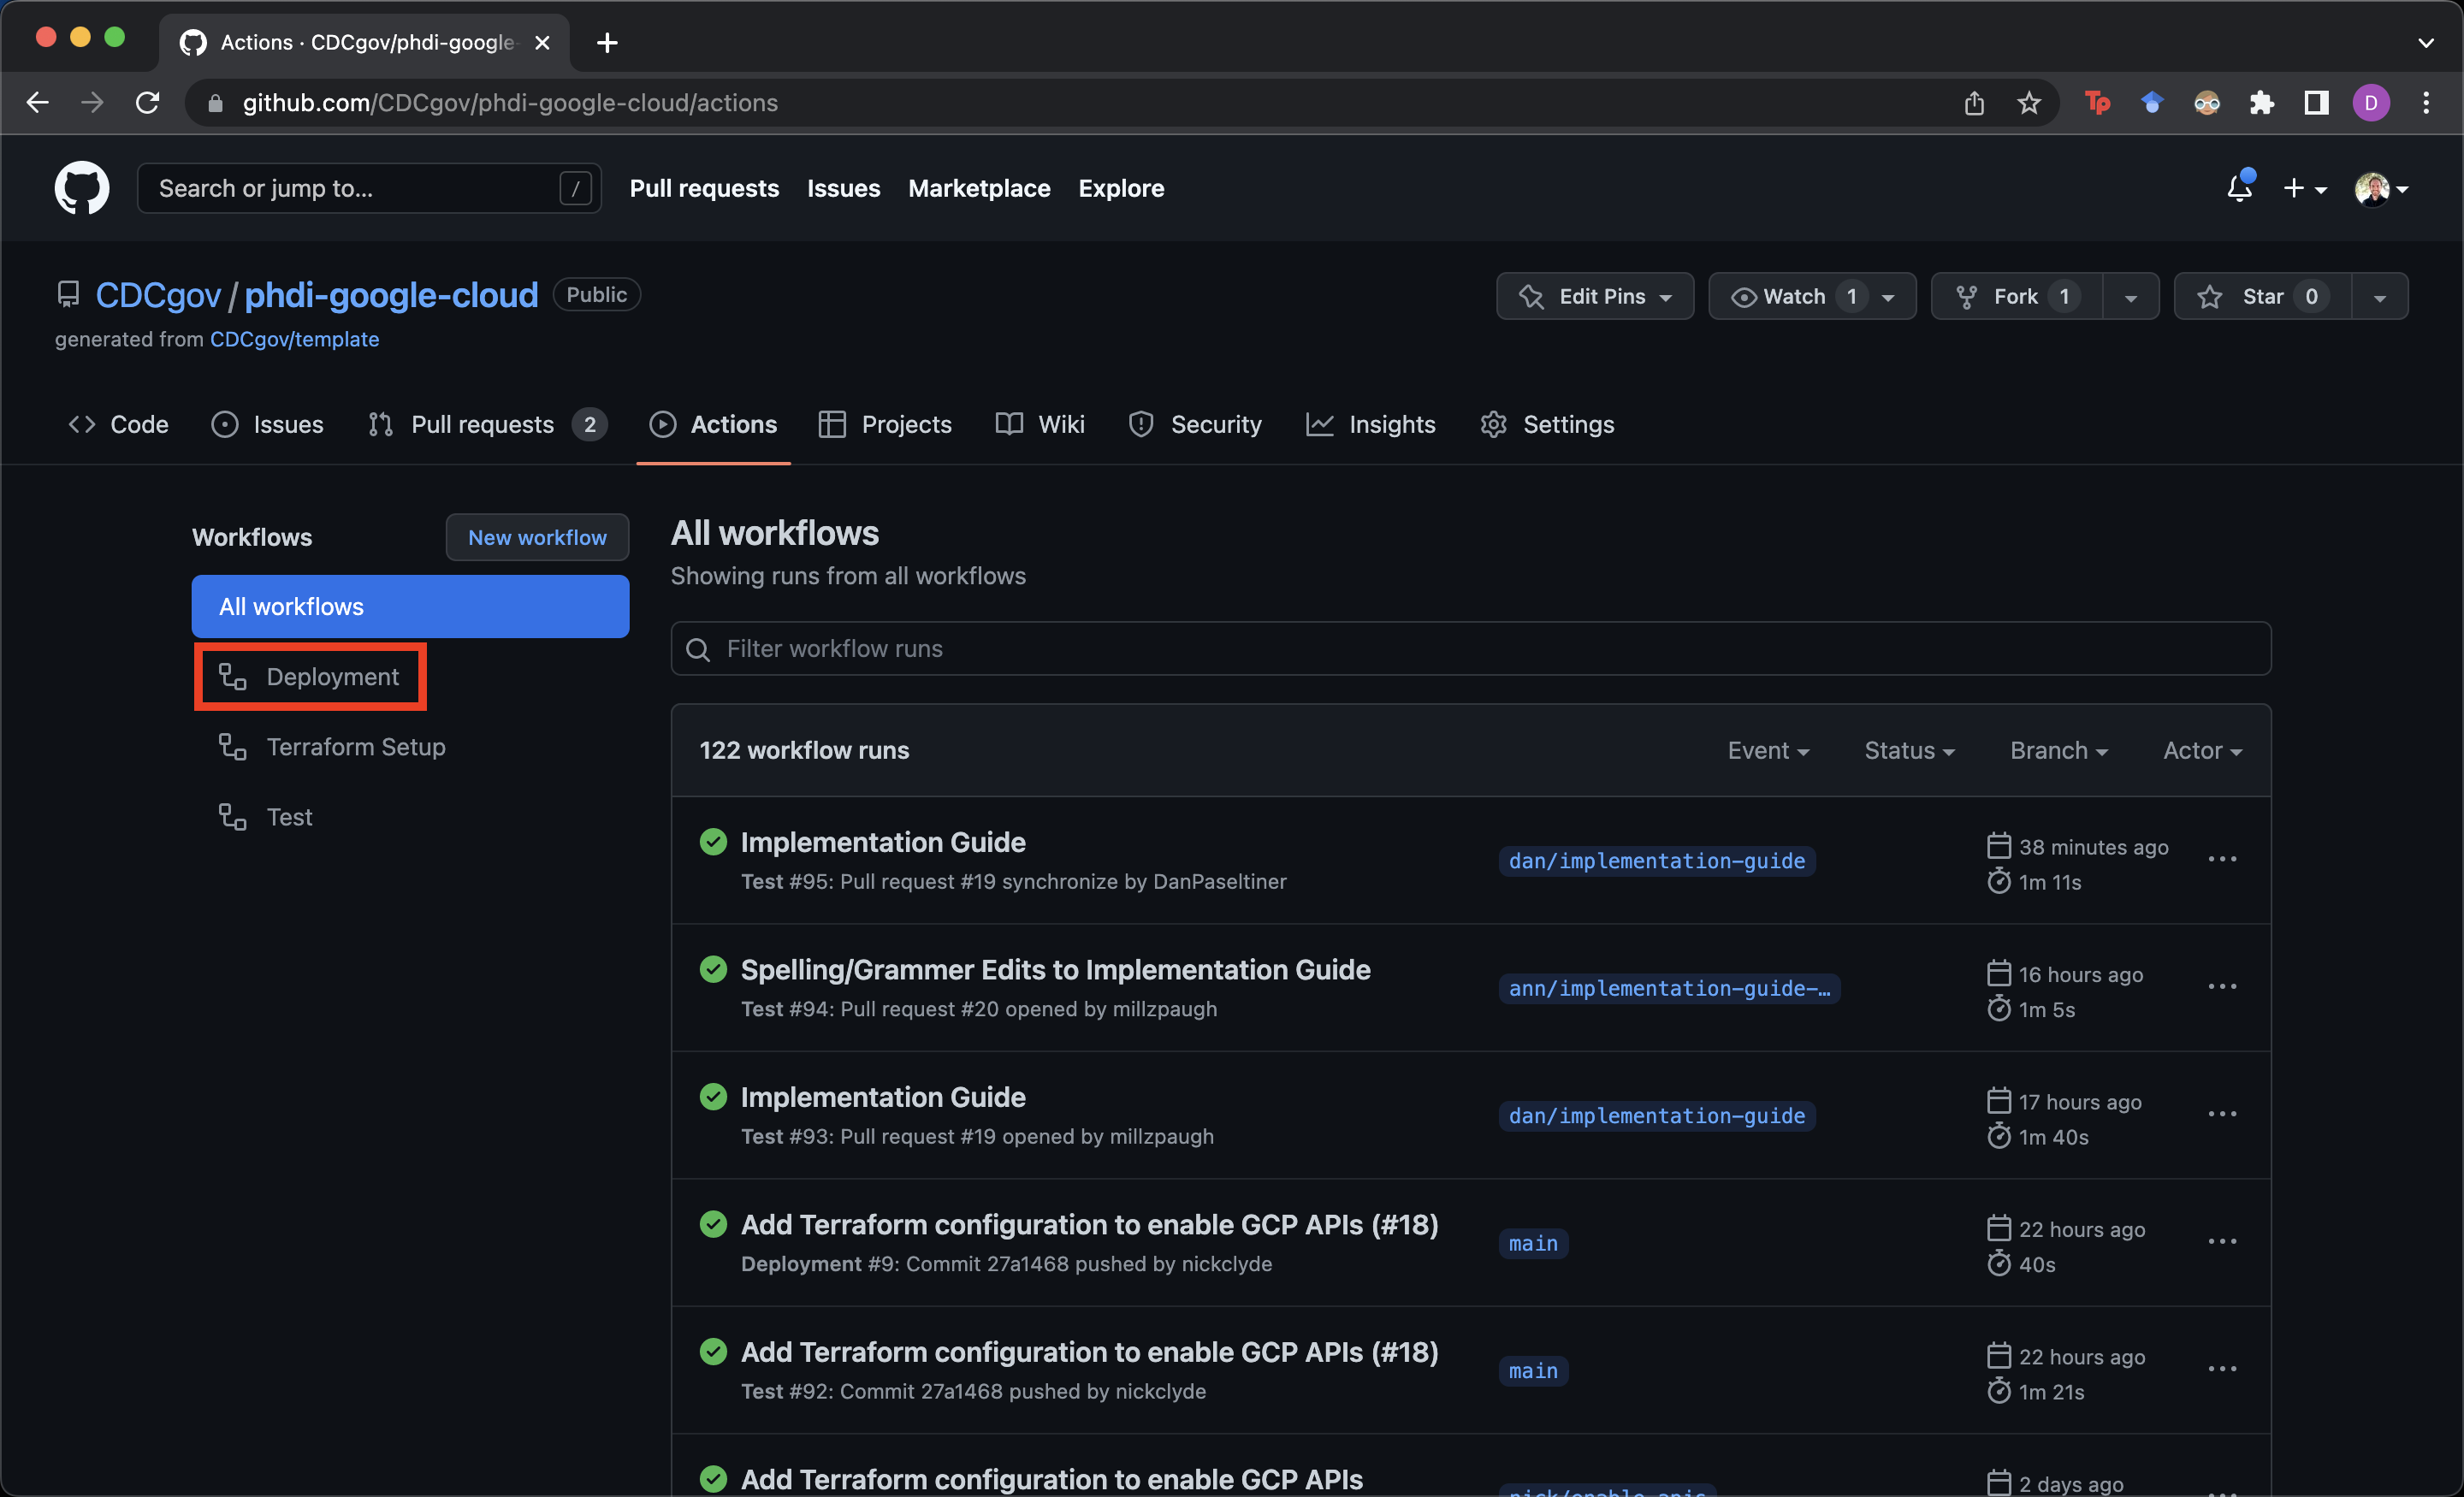 Actions · CDCgov/phdi-google-
github.com/CDCgov/phdi-google-cloud/actions
Tp
D
Search or jump to...
/
Pull requests
Issues
Marketplace
Explore
CDCgov / phdi-google-cloud
Public
Edit Pins
Watch 1
Fork 1
Star 0
generated from CDCgov/template
Code
Issues
Pull requests 2
Actions
Projects
Wiki
Security
Insights
Settings
Workflows
New workflow
All workflows
Deployment
Terraform Setup
Test
All workflows
Showing runs from all workflows
Filter workflow runs
122 workflow runs
Event
Status
Branch
Actor
Implementation Guide
Test #95: Pull request #19 synchronize by DanPaseltiner
dan/implementation-guide
38 minutes ago
1m 11s
Spelling/Grammer Edits to Implementation Guide
Test #94: Pull request #20 opened by millzpaugh
ann/implementation-guide-…
16 hours ago
1m 5s
Implementation Guide
Test #93: Pull request #19 opened by millzpaugh
dan/implementation-guide
17 hours ago
1m 40s
Add Terraform configuration to enable GCP APIs (#18)
Deployment #9: Commit 27a1468 pushed by nickclyde
main
22 hours ago
40s
Add Terraform configuration to enable GCP APIs (#18)
Test #92: Commit 27a1468 pushed by nickclyde
main
22 hours ago
1m 21s
Add Terraform configuration to enable GCP APIs
nick/enable-apis
2 days ago